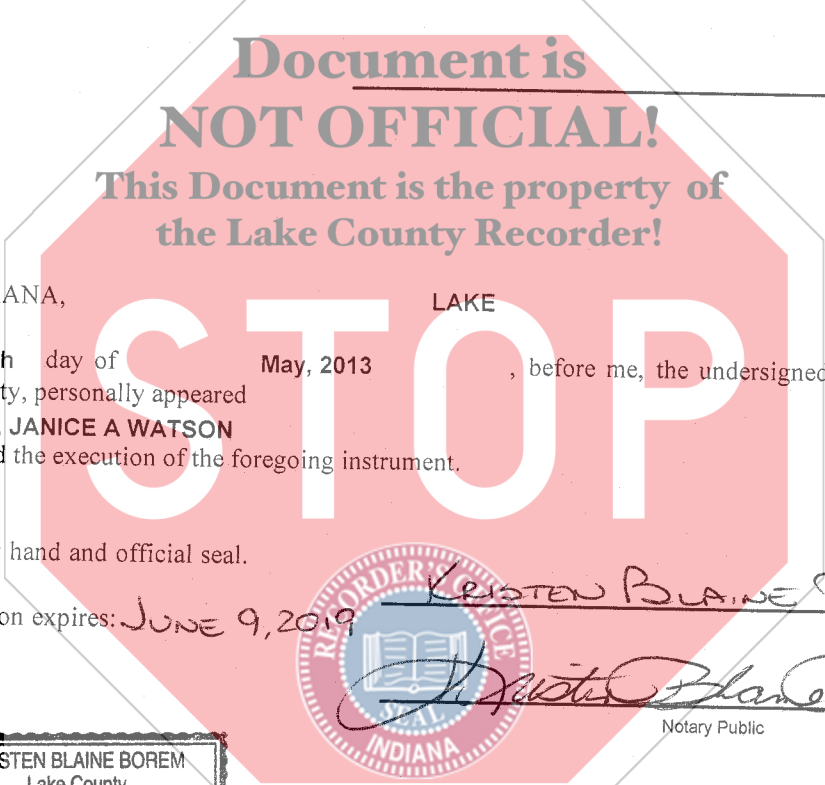 Document is
NOT OFFICIAL!
This Document is the property of
the Lake County Recorder!
STOP
ANA, LAKE
h day of May, 2013 , before me, the undersigned
ty, personally appeared
JANICE A WATSON
d the execution of the foregoing instrument.
hand and official seal.
KRISTEN BLAINE
on expires: JUNE 9, 2019
RECORDER'S OFFICE
SEAL
INDIANA
Kristen Blaine
Notary Public
STEN BLAINE BOREM
Lake County